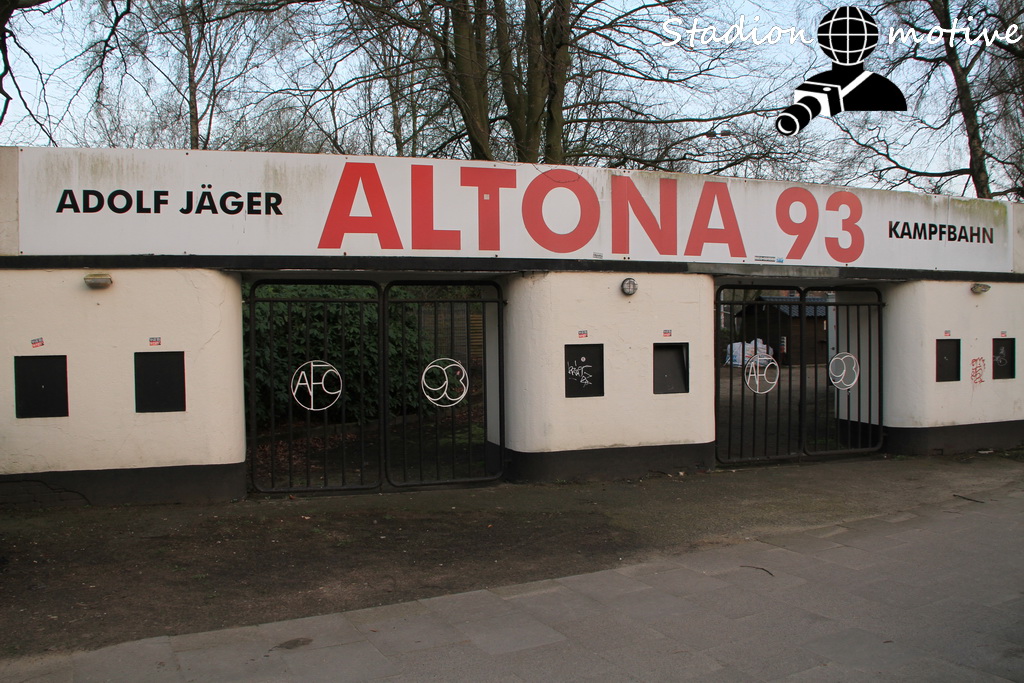 Stadion motive
ADOLF JÄGER ALTONA 93 KAMPFBAHN
AFC 93 AFC 93